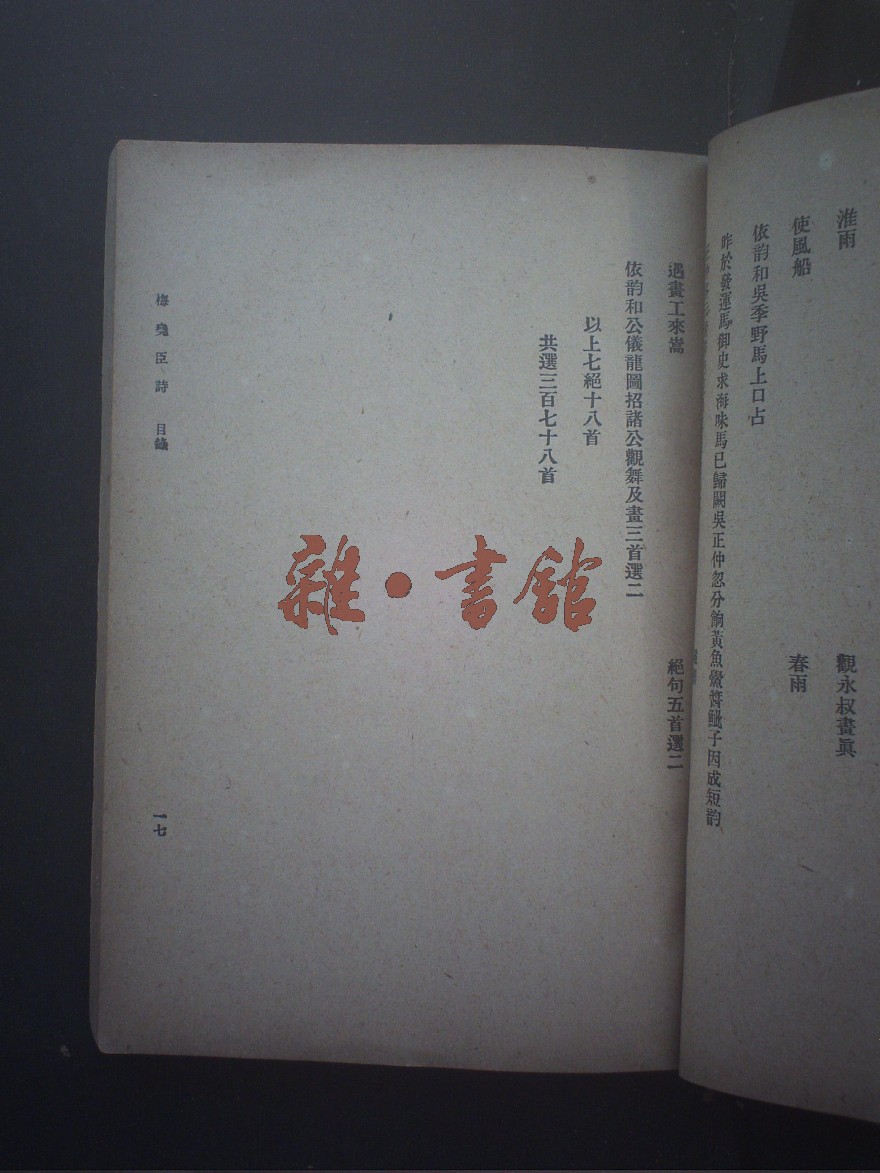 淮雨
觀永叔畫眞
使風船
春雨
依韵和吳季野馬上口占
昨於發運馬御史求海味馬已歸闕吳正仲忽分餉黃魚鱟醬鱟子因成短韵
遇畫工來嵩
絕句五首選二
依韵和公儀龍圖招諸公觀舞及畫三首選二
以上七絕十八首
共選三百七十八首
梅堯臣詩 目錄
一七
雜·書館